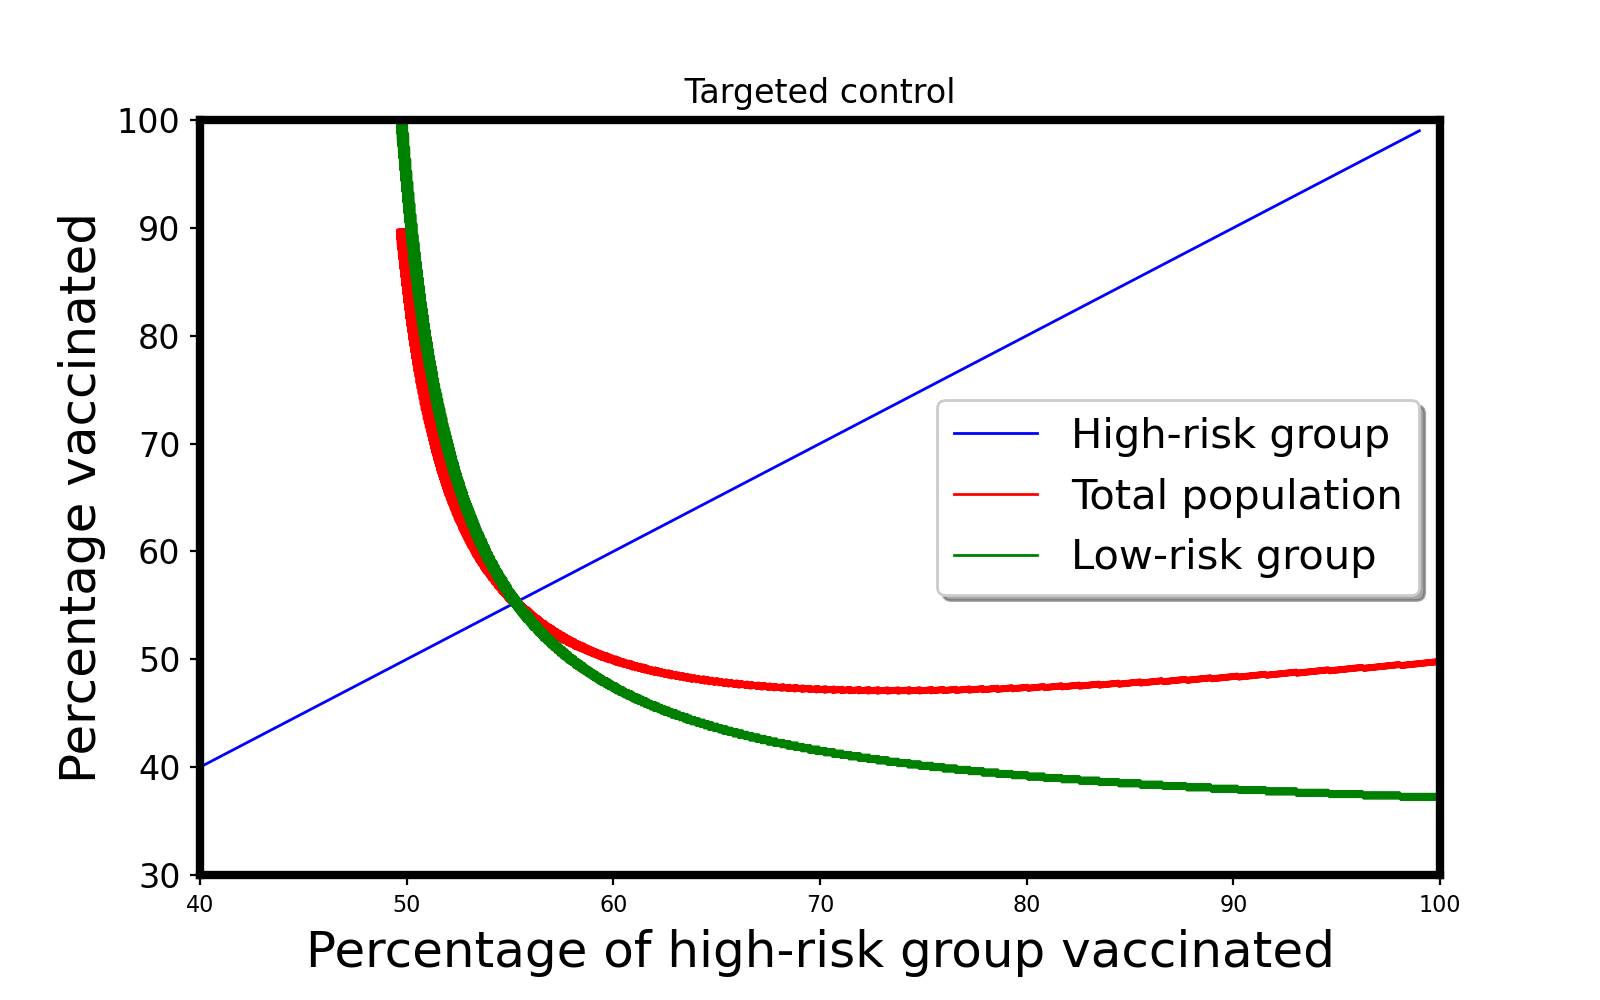 Targeted control
100
90
80
70
60
50
40
30
Percentage vaccinated
High-risk group
Total population
Low-risk group
40 50 60 70 80 90 100
Percentage of high-risk group vaccinated